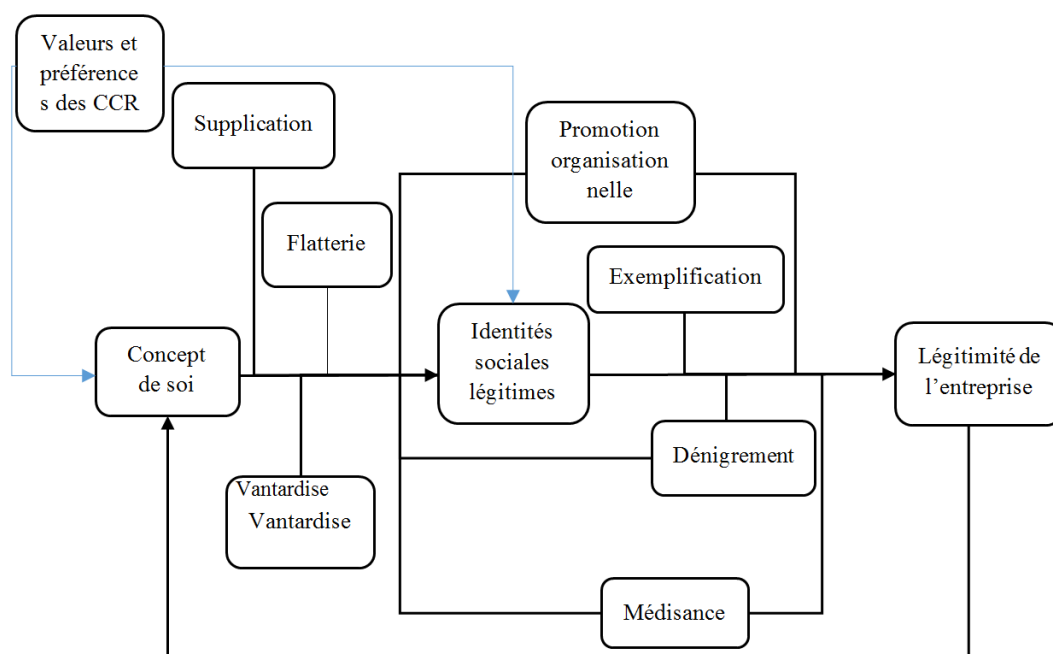 Valeurs et
préférence
s des CCR
Supplication
Promotion
organisation
nelle
Flatterie
Exemplification
Concept
de soi
Identités
sociales
légitimes
Légitimité de
l’entreprise
Dénigrement
Vantardise
Vantardise
Médisance